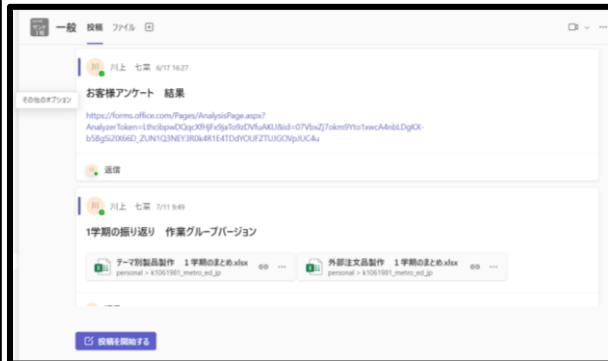 一般 投稿 ファイル
その他のオプション
川上 七菜 6/17 16:27
お客様アンケート 結果
https://forms.office.com/Pages/AnalysisPage.aspx?
川上 七菜 7/11 9:49
返信
1学期の振り返り 作業グループバージョン
テーマ別製品製作 1学期のまとめ.xlsx
personal > k1061981_metro_ed_jp
外部注文品製作 1学期のまとめ.xlsx
personal > k1061981_metro_ed_jp
投稿を開始する